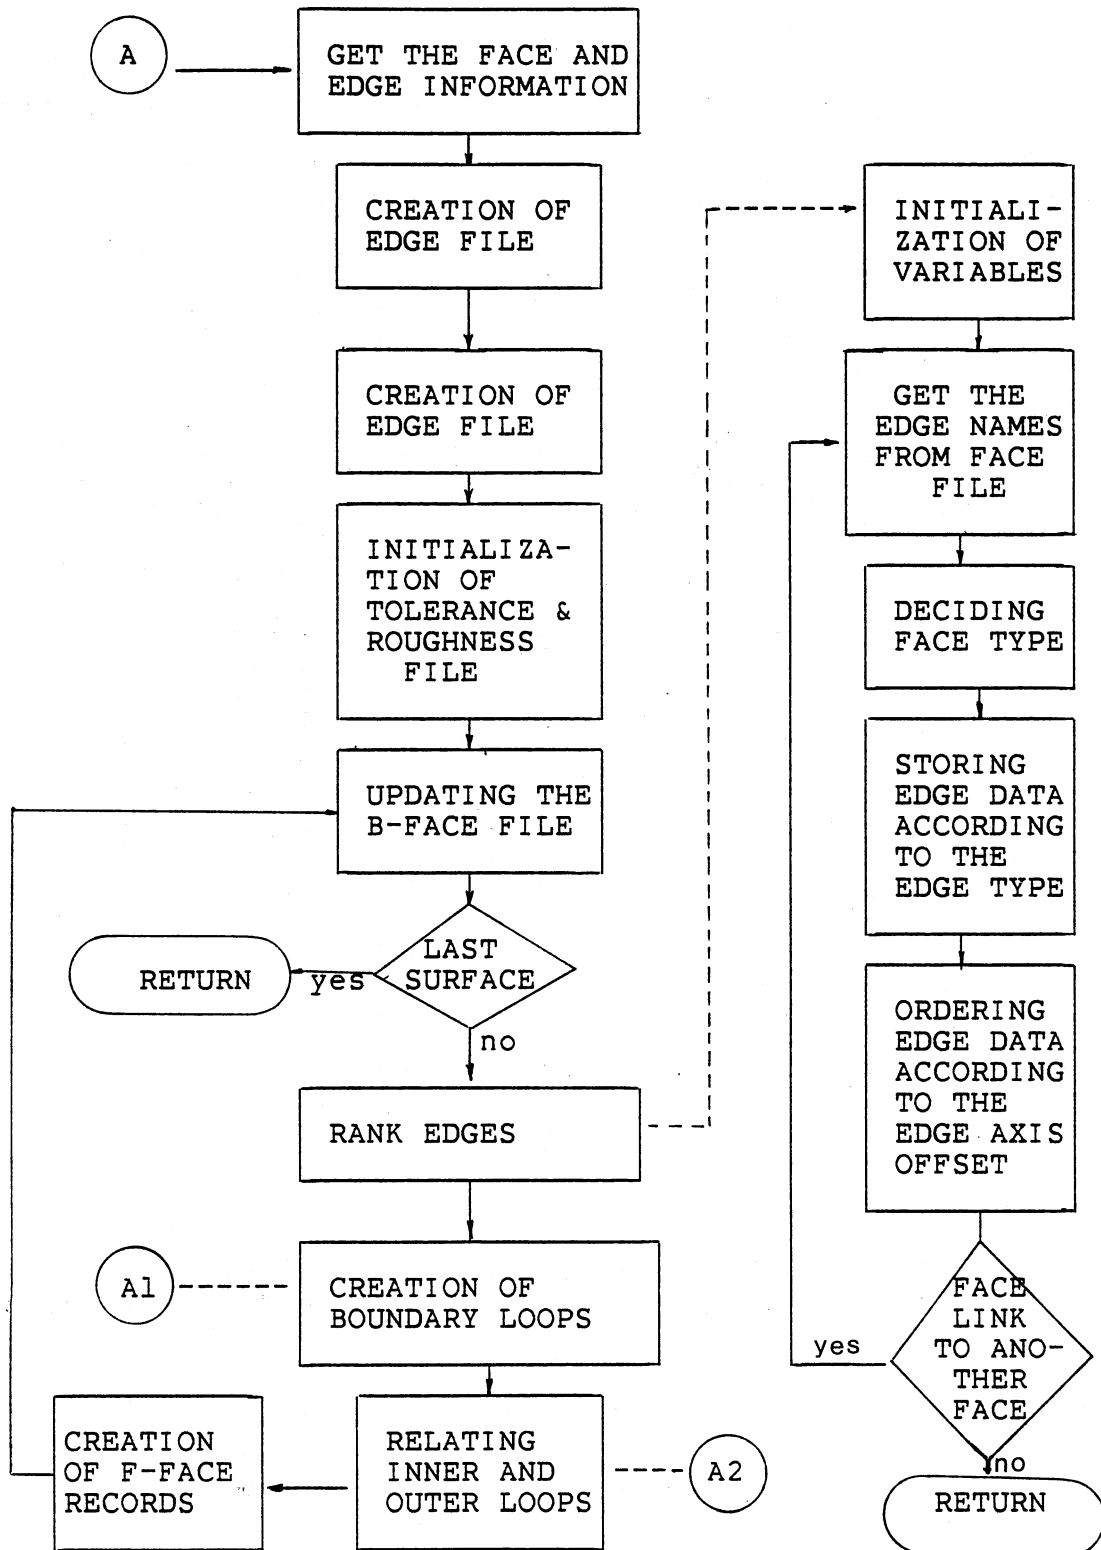 A
GET THE FACE AND
EDGE INFORMATION
CREATION OF
EDGE FILE
CREATION OF
EDGE FILE
INITIALIZA-
TION OF
TOLERANCE &
ROUGHNESS
FILE
UPDATING THE
B-FACE FILE
LAST
SURFACE
yes
RETURN
no
RANK EDGES
A1
CREATION OF
BOUNDARY LOOPS
RELATING
INNER AND
OUTER LOOPS
A2
CREATION
OF F-FACE
RECORDS
INITIALI-
ZATION OF
VARIABLES
GET THE
EDGE NAMES
FROM FACE
FILE
DECIDING
FACE TYPE
STORING
EDGE DATA
ACCORDING
TO THE
EDGE TYPE
ORDERING
EDGE DATA
ACCORDING
TO THE
EDGE AXIS
OFFSET
FACE
LINK
TO ANO-
THER
FACE
yes
no
RETURN